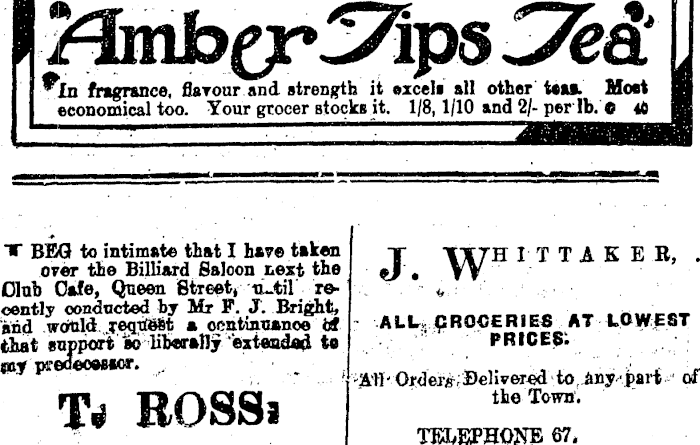 Amber Tips Tea
In fragrance, flavour and strength it excels all other teas. Most
economical too. Your grocer stocks it. 1/8, 1/10 and 2/- per lb. 40
I BEG to intimate that I have taken
over the Billiard Saloon next the
Club Cafe, Queen Street, until re-
cently conducted by Mr F. J. Bright,
and would request a continuance of
that support so liberally extended to
my predecessor.
T. ROSS:
J. WHITTAKER,
ALL GROCERIES AT LOWEST
PRICES.
All Orders Delivered to any part of
the Town.
TELEPHONE 67.